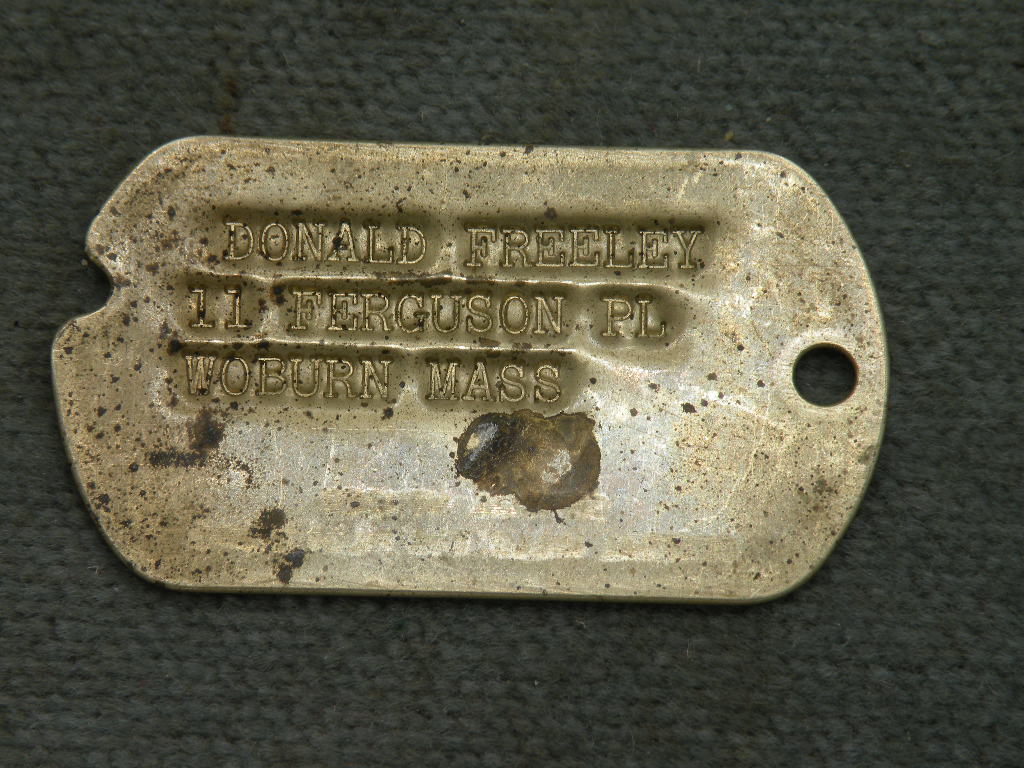 DONALD FREELEY
11 FERGUSON PL
WOBURN MASS